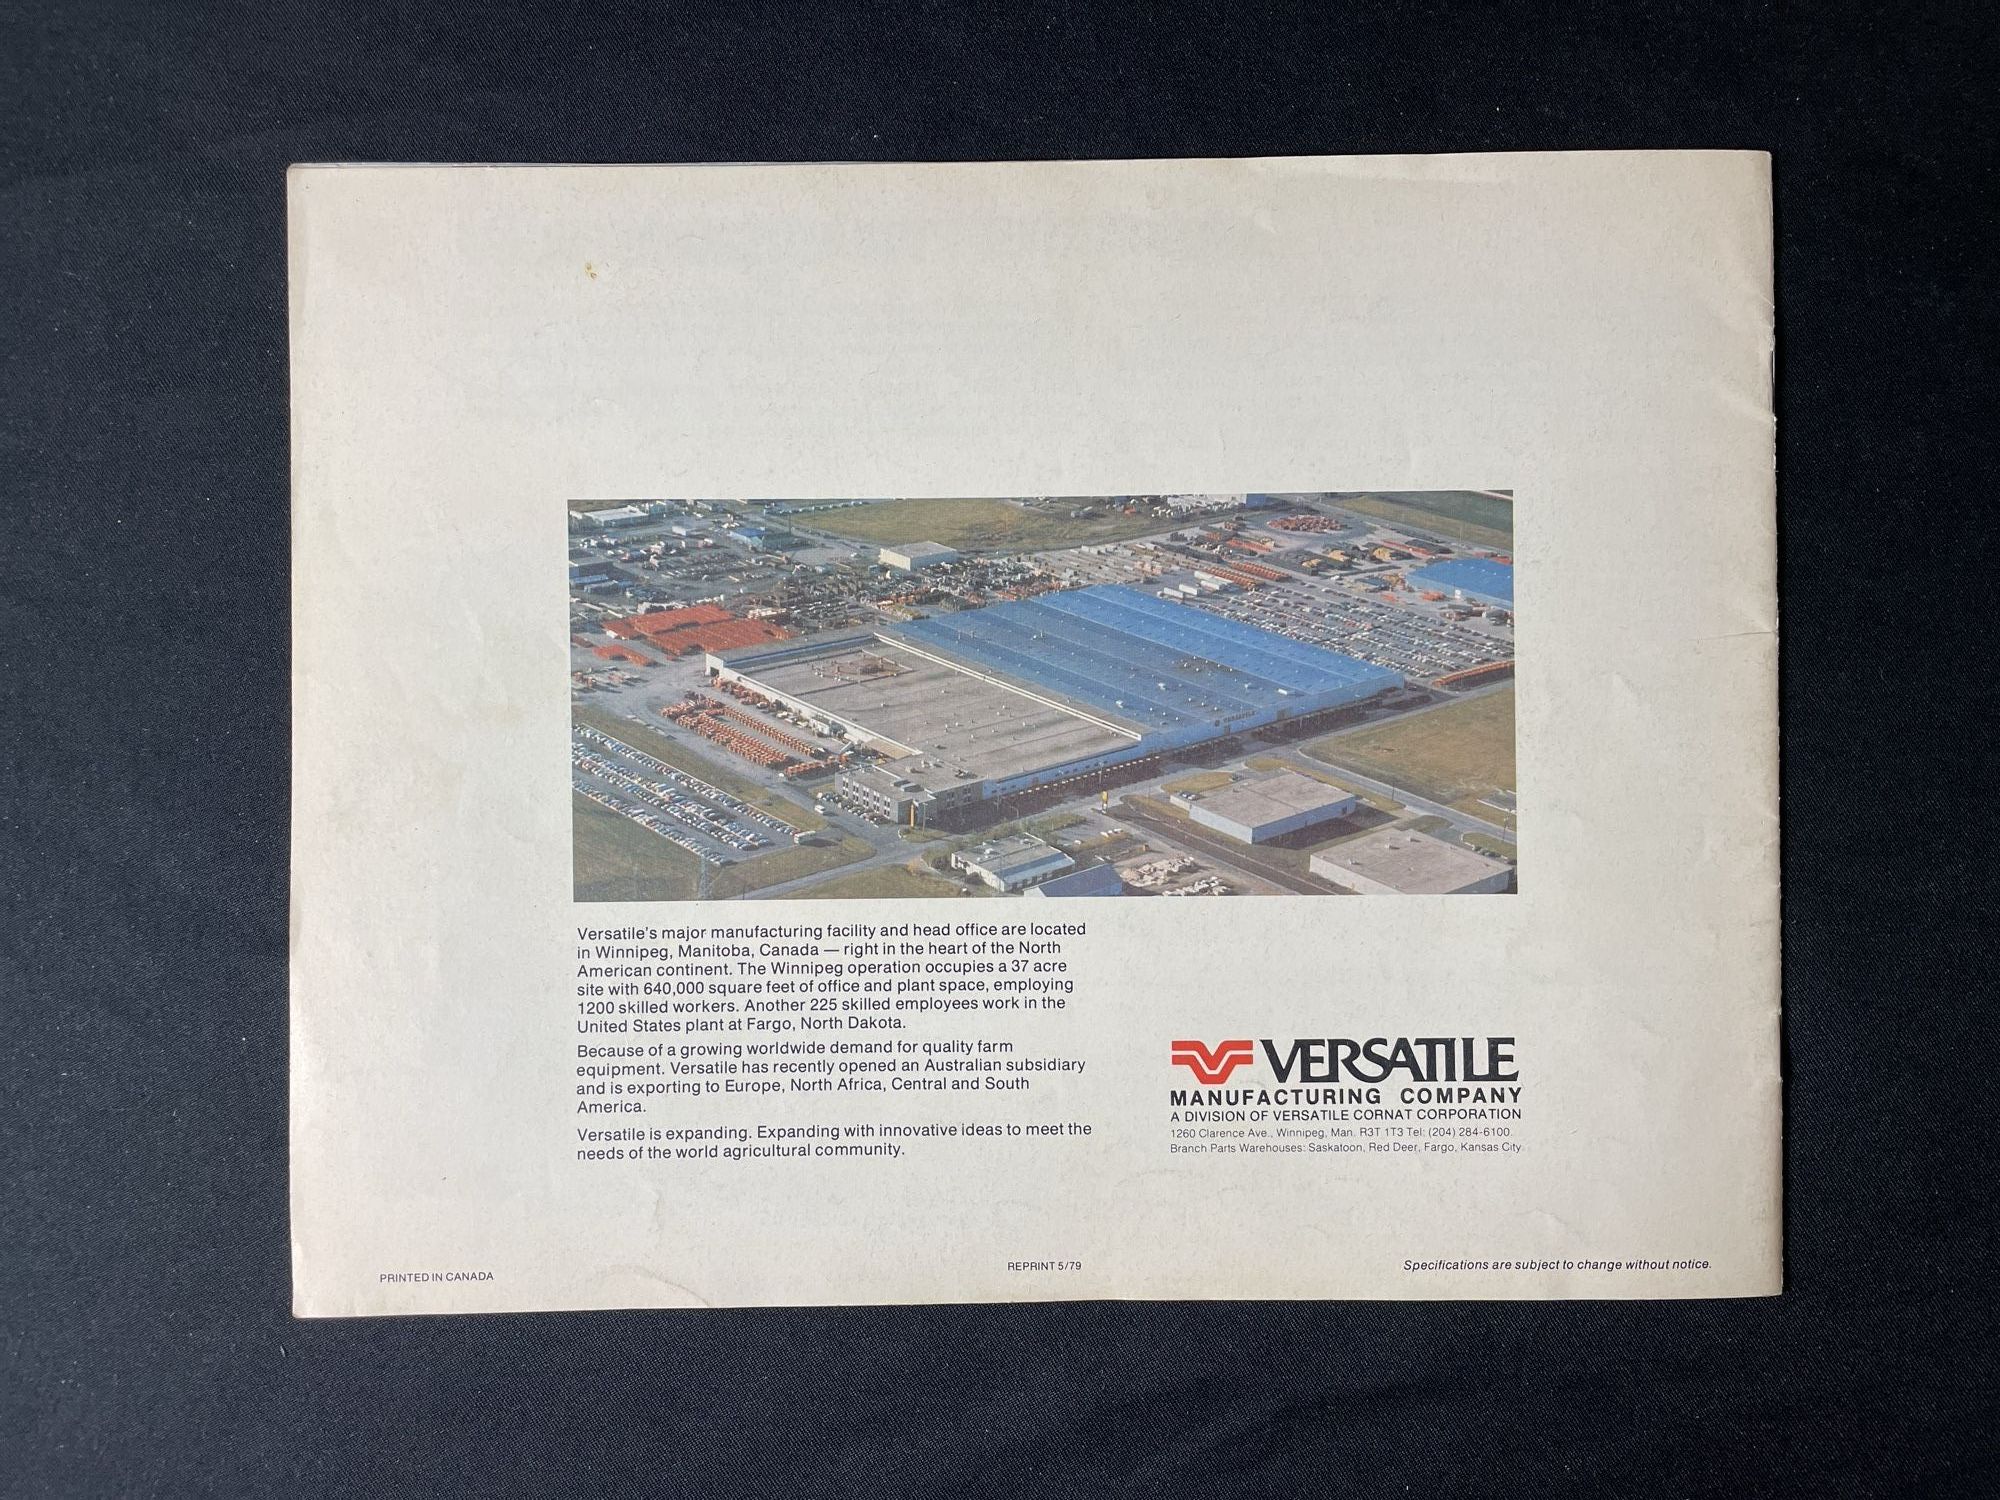 VERSATILE
Versatile's major manufacturing facility and head office are located
in Winnipeg, Manitoba, Canada — right in the heart of the North
American continent. The Winnipeg operation occupies a 37 acre
site with 640,000 square feet of office and plant space, employing
1200 skilled workers. Another 225 skilled employees work in the
United States plant at Fargo, North Dakota.
Because of a growing worldwide demand for quality farm
equipment. Versatile has recently opened an Australian subsidiary
and is exporting to Europe, North Africa, Central and South
America.
Versatile is expanding. Expanding with innovative ideas to meet the
needs of the world agricultural community.
VERSATILE
MANUFACTURING COMPANY
A DIVISION OF VERSATILE CORNAT CORPORATION
1260 Clarence Ave., Winnipeg, Man. R3T 1T3 Tel: (204) 284-6100.
Branch Parts Warehouses: Saskatoon, Red Deer, Fargo, Kansas City
PRINTED IN CANADA
REPRINT 5/79
Specifications are subject to change without notice.